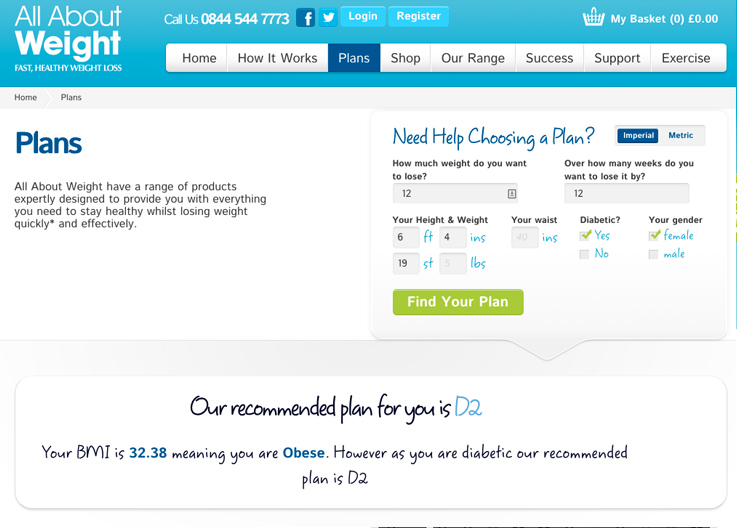 All About
Weight
FAST, HEALTHY WEIGHT LOSS
Call Us 0844 544 7773
Login
Register
My Basket (0) £0.00
Home
How It Works
Plans
Shop
Our Range
Success
Support
Exercise
Home
Plans
Plans
All About Weight have a range of products
expertly designed to provide you with everything
you need to stay healthy whilst losing weight
quickly* and effectively.
Need Help Choosing a Plan?
Imperial
Metric
How much weight do you want
to lose?
12
Over how many weeks do you
want to lose it by?
12
Your Height & Weight
6 ft 4 ins
19 st 5 lbs
Your waist
40 ins
Diabetic?
Yes
No
Your gender
female
male
Find Your Plan
Our recommended plan for you is D2
Your BMI is 32.38 meaning you are Obese. However as you are diabetic our recommended
plan is D2